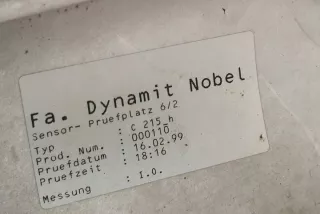 Fa. Dynamit Nobel
Sensor- Pruefplatz 6/2
Typ : C 215_h
Prod. Num. : 000110
Pruefdatum : 16.02.99
Pruefzeit : 18:16
Messung : I.O.